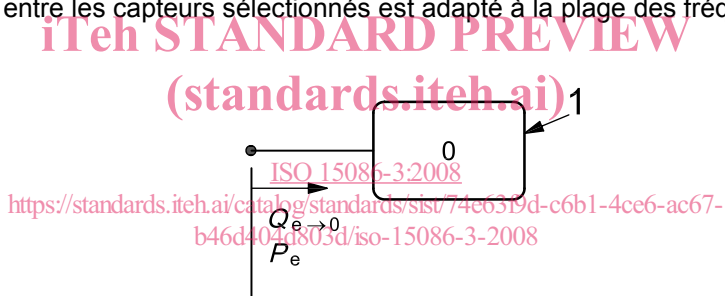 entre les capteurs sélectionnés est adapté à la plage des fréq
iTeh STANDARD PREVIEW
(standards.iteh.ai)
1
0
ISO 15086-3:2008
https://standards.iteh.ai/catalog/standards/sist/74e63f9d-c6b1-4ce6-ac67-
b46d404d803d/iso-15086-3-2008
Qe→0
Pe